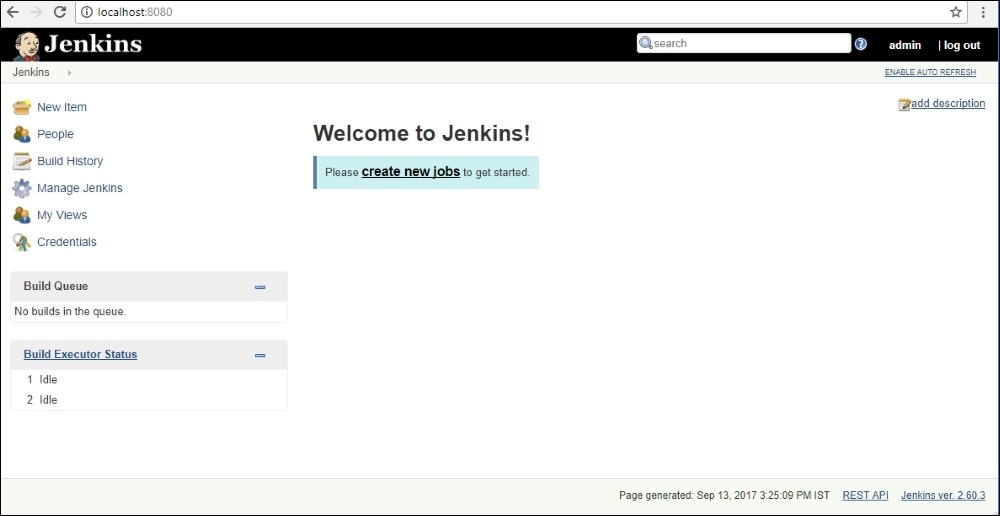 localhost:8080
Jenkins
search
admin | log out
Jenkins
ENABLE AUTO REFRESH
New Item
People
Build History
Manage Jenkins
My Views
Credentials
Build Queue
No builds in the queue.
Build Executor Status
1 Idle
2 Idle
add description
Welcome to Jenkins!
Please create new jobs to get started.
Page generated: Sep 13, 2017 3:25:09 PM IST REST API Jenkins ver. 2.60.3